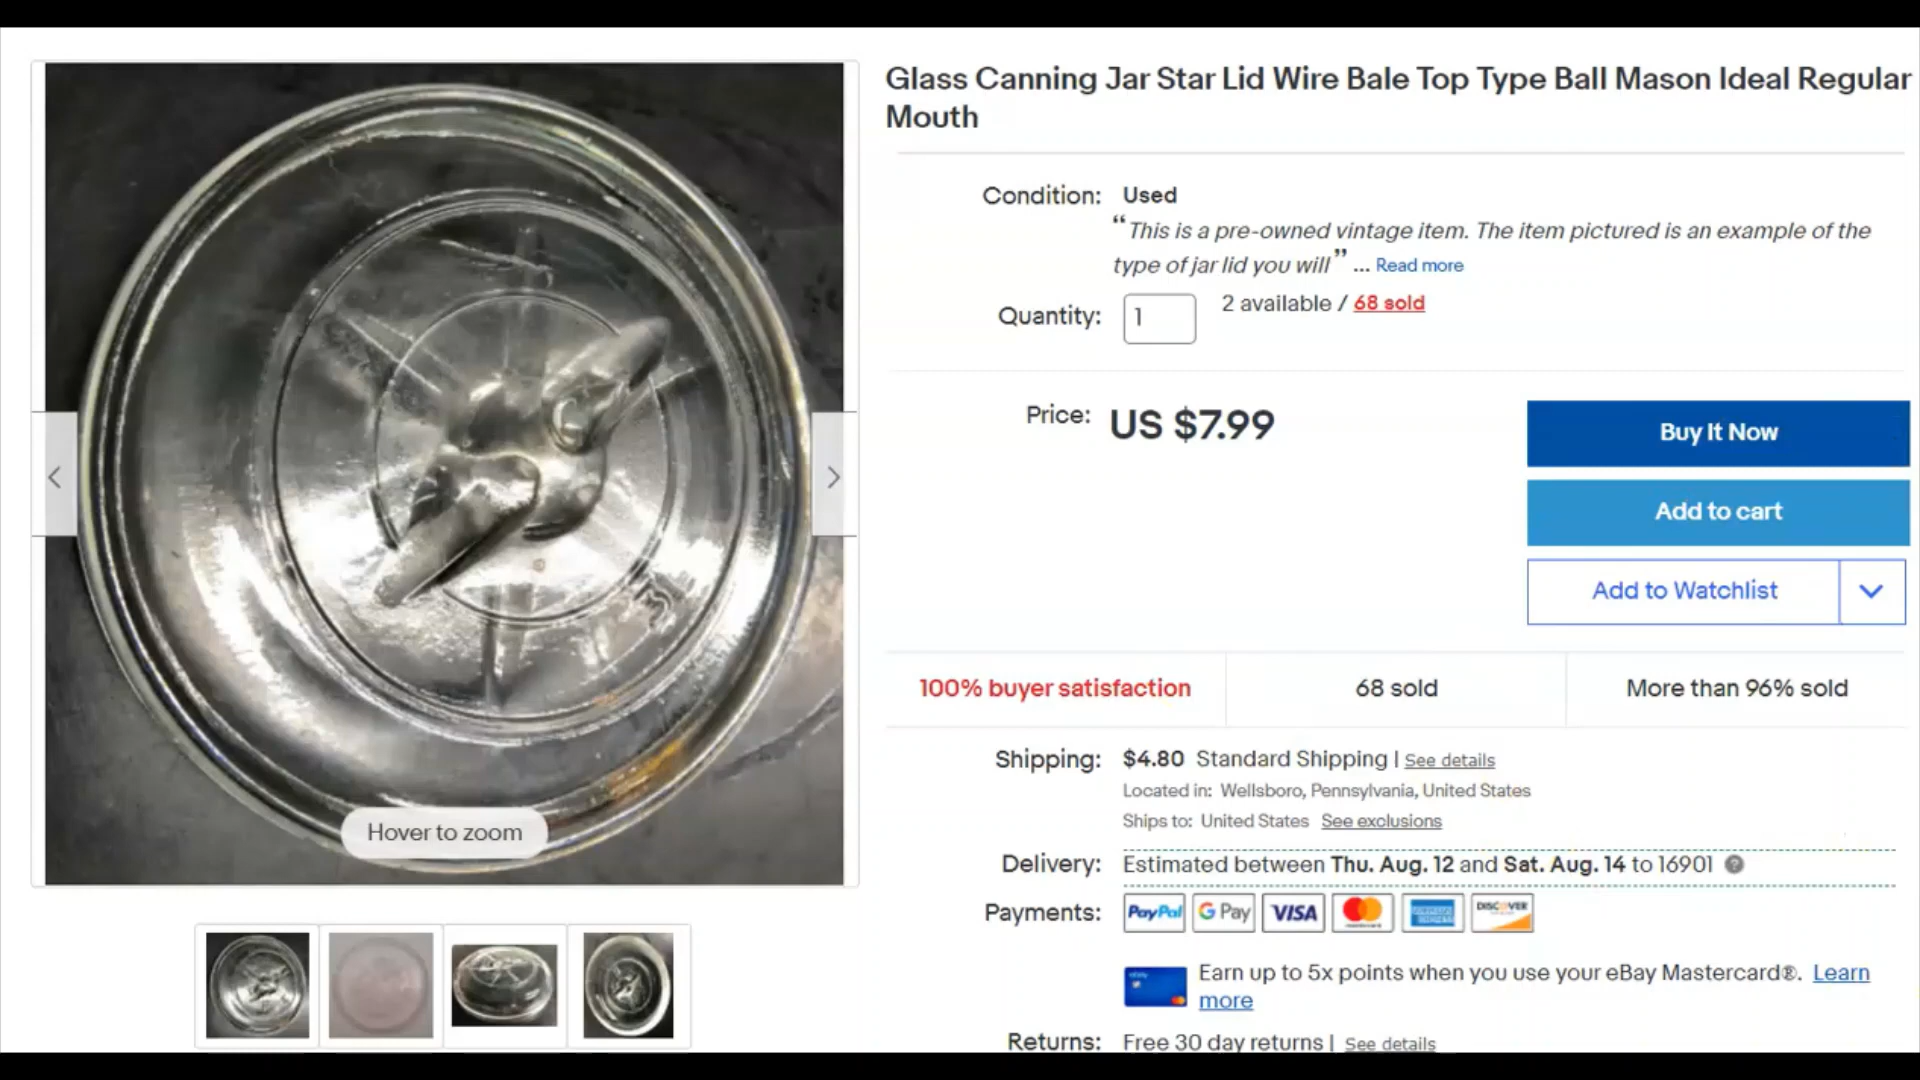 Glass Canning Jar Star Lid Wire Bale Top Type Ball Mason Ideal Regular
Mouth
Condition: Used
“This is a pre-owned vintage item. The item pictured is an example of the
type of jar lid you will” ... Read more
Quantity: 1 2 available / 68 sold
Price: US $7.99
Buy It Now
Add to cart
Add to Watchlist
100% buyer satisfaction 68 sold More than 96% sold
Hover to zoom
Shipping: $4.80 Standard Shipping | See details
Located in: Wellsboro, Pennsylvania, United States
Ships to: United States See exclusions
Delivery: Estimated between Thu. Aug. 12 and Sat. Aug. 14 to 16901 ?
Payments: PayPal G Pay VISA mastercard AMERICAN EXPRESS DISCOVER
Earn up to 5x points when you use your eBay Mastercard®. Learn
more
Returns: Free 30 day returns | See details